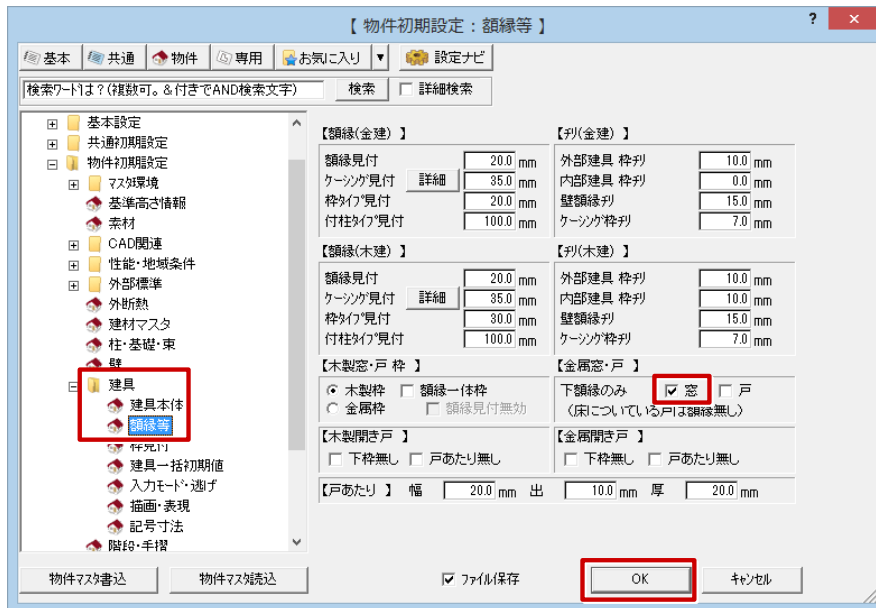 【 物件初期設定：額縁等 】
? ×
基本 共通 物件 専用 お気に入り ▼ 設定ナビ
検索ワードは？(複数可。＆付きでAND検索文字) 検索 詳細検索
基本設定
共通初期設定
物件初期設定
マスタ環境
基準高さ情報
素材
CAD関連
性能・地域条件
外部標準
外断熱
建材マスタ
柱・基礎・束
壁
建具
建具本体
額縁等
枠見付
建具一括初期値
入力モード・逃げ
描画・表現
記号寸法
階段・手摺
【額縁(金建) 】
額縁見付 20.0 mm
ケーシング見付 詳細 35.0 mm
枠タイプ見付 20.0 mm
付柱タイプ見付 100.0 mm
【チリ(金建) 】
外部建具 枠チリ 10.0 mm
内部建具 枠チリ 0.0 mm
壁額縁チリ 15.0 mm
ケーシング枠チリ 7.0 mm
【額縁(木建) 】
額縁見付 20.0 mm
ケーシング見付 詳細 35.0 mm
枠タイプ見付 30.0 mm
付柱タイプ見付 100.0 mm
【チリ(木建) 】
外部建具 枠チリ 10.0 mm
内部建具 枠チリ 10.0 mm
壁額縁チリ 15.0 mm
ケーシング枠チリ 7.0 mm
【木製窓・戸 枠 】
木製枠 額縁一体枠
金属枠 額縁見付無効
【金属窓・戸 】
下額縁のみ 窓 戸
（床についている戸は額縁無し）
【木製開き戸 】
下枠無し 戸あたり無し
【金属開き戸 】
下枠無し 戸あたり無し
【戸あたり 】 幅 20.0 mm 出 10.0 mm 厚 20.0 mm
物件マスタ書込 物件マスタ読込 ファイル保存 OK キャンセル